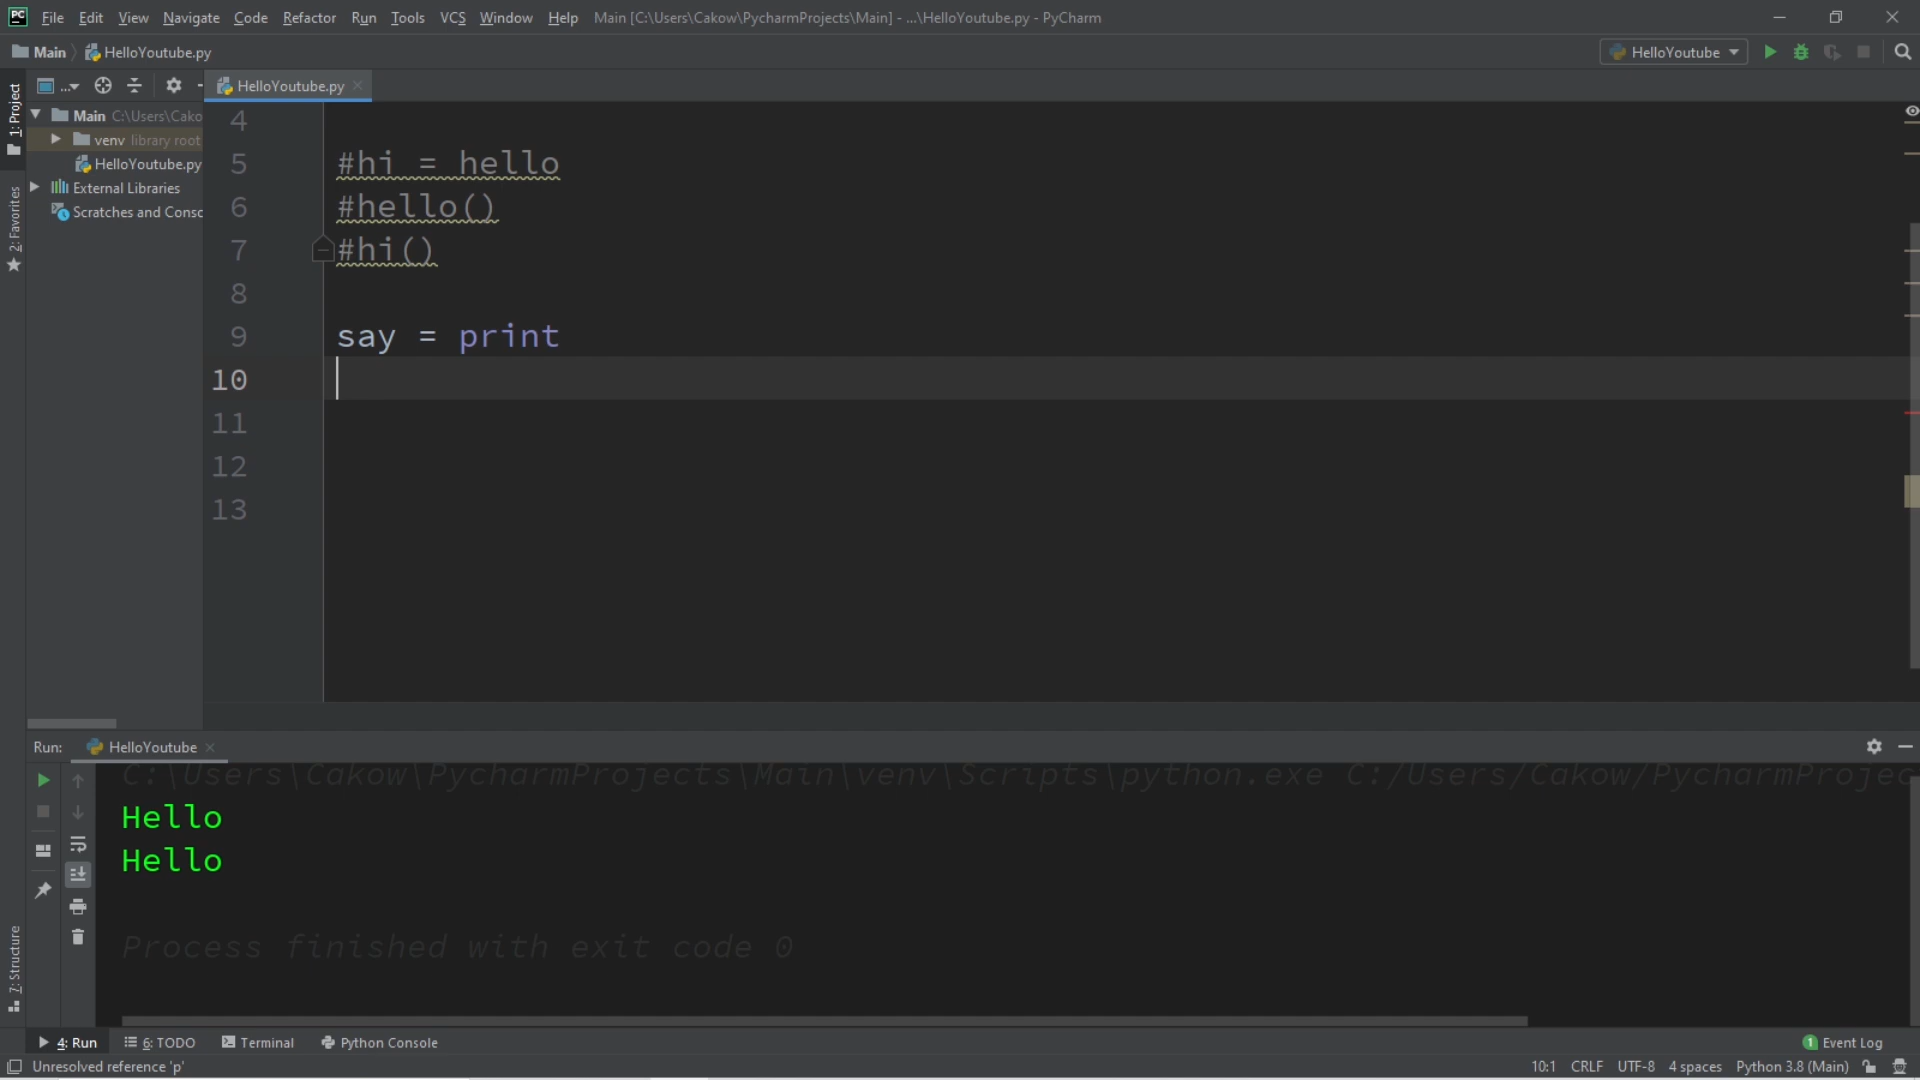 PC File Edit View Navigate Code Refactor Run Tools VCS Window Help Main [C:\Users\Cakow\PycharmProjects\Main] - ...\HelloYoutube.py - PyCharm
Main HelloYoutube.py HelloYoutube
... HelloYoutube.py
1: Project
Main C:\Users\Cako
venv library root
HelloYoutube.py
External Libraries
Scratches and Consc
2: Favorites
4
5 #hi = hello
6 #hello()
7 #hi()
8
9 say = print
10
11
12
13
Run: HelloYoutube
C:\Users\Cakow\PycharmProjects\Main\venv\Scripts\python.exe C:/Users/Cakow/PycharmProjec
Hello
Hello
Process finished with exit code 0
7: Structure
4: Run 6: TODO Terminal Python Console 1 Event Log
Unresolved reference 'p' 10:1 CRLF UTF-8 4 spaces Python 3.8 (Main)